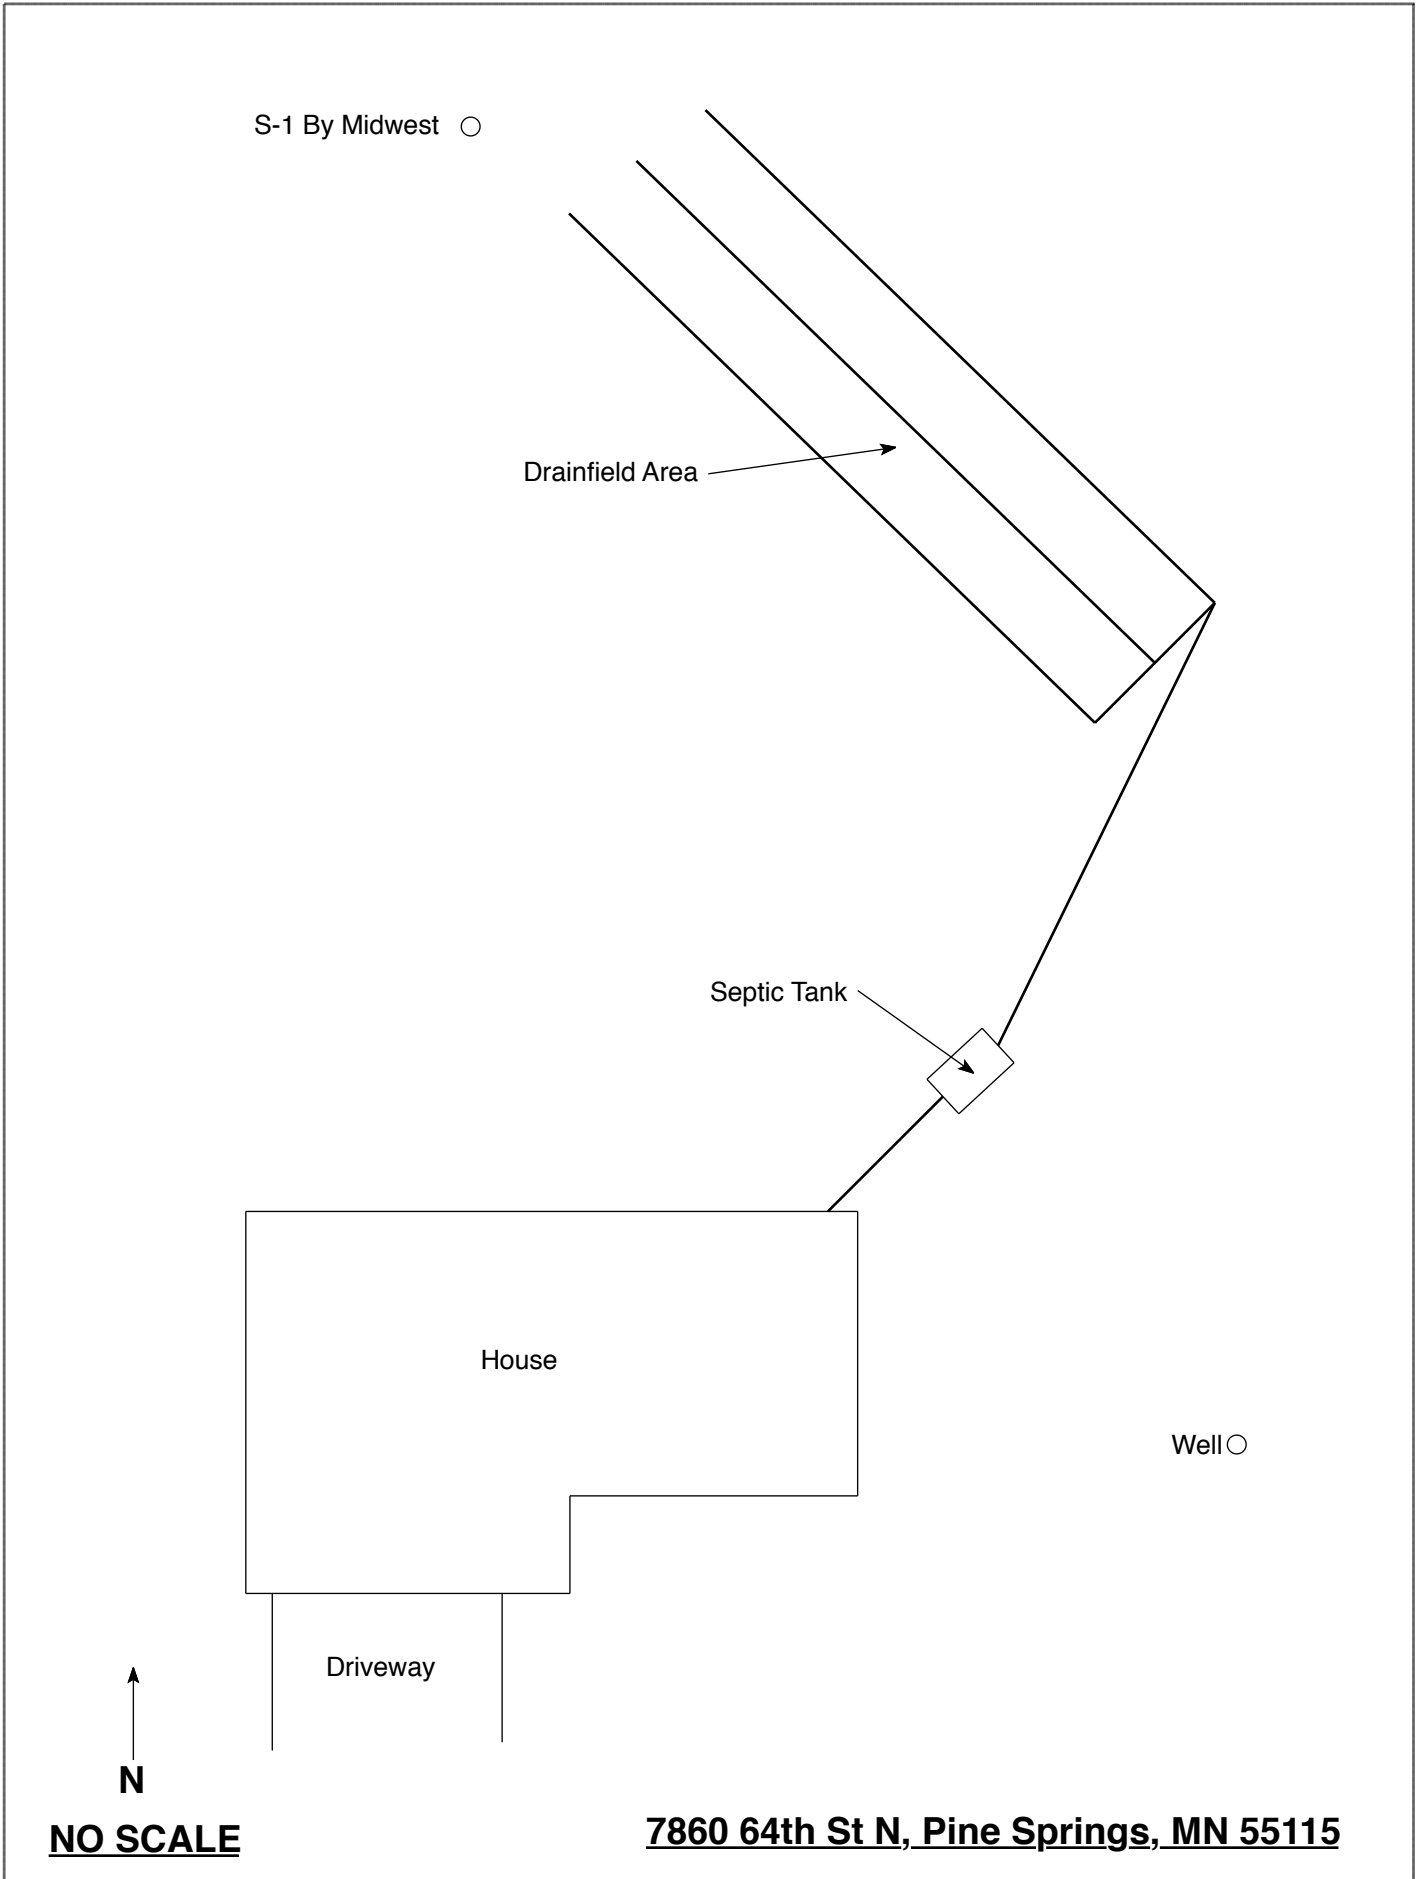 S-1 By Midwest
Drainfield Area
Septic Tank
House
Well
Driveway
N
NO SCALE
7860 64th St N, Pine Springs, MN 55115